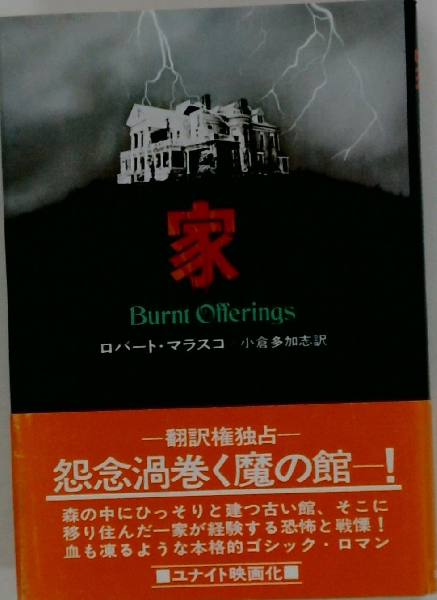 家
Burnt Offerings
ロバート・マラスコ 小倉多加志訳
—翻訳権独占—
怨念渦巻く魔の館—!
森の中にひっそりと建つ古い館、そこに
移り住んだ一家が経験する恐怖と戦慄!
血も凍るような本格的ゴシック・ロマン
■ユナイト映画化■